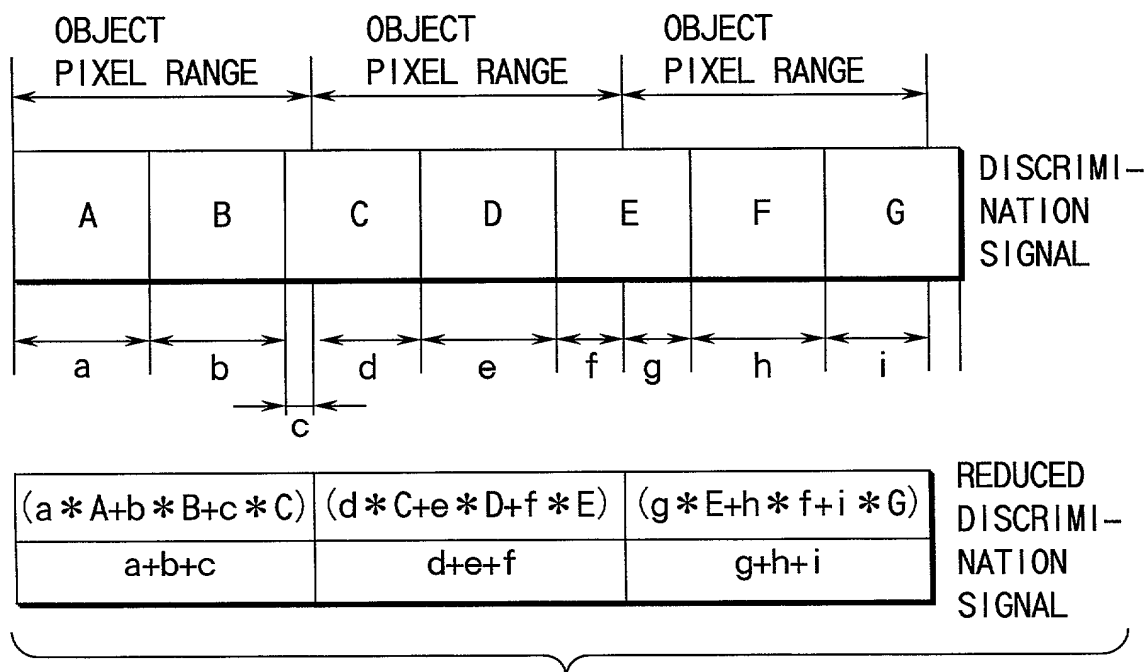 OBJECT PIXEL RANGE
OBJECT PIXEL RANGE
OBJECT PIXEL RANGE
A B C D E F G
DISCRIMI-
NATION
SIGNAL
a b d e f g h i
c
(a*A+b*B+c*C) (d*C+e*D+f*E) (g*E+h*f+i*G)
a+b+c d+e+f g+h+i
REDUCED
DISCRIMI-
NATION
SIGNAL